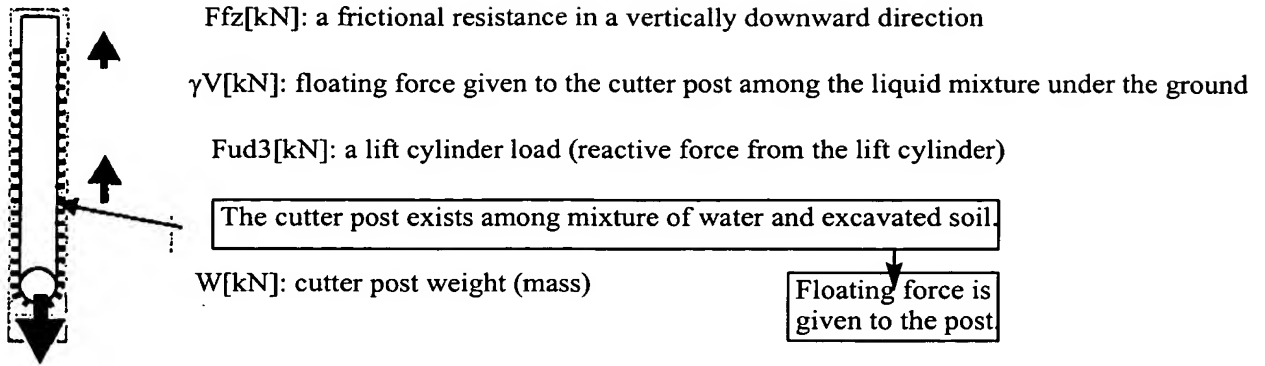 Ffz[kN]: a frictional resistance in a vertically downward direction
γV[kN]: floating force given to the cutter post among the liquid mixture under the ground
Fud3[kN]: a lift cylinder load (reactive force from the lift cylinder)
The cutter post exists among mixture of water and excavated soil.
W[kN]: cutter post weight (mass)
Floating force is
given to the post.